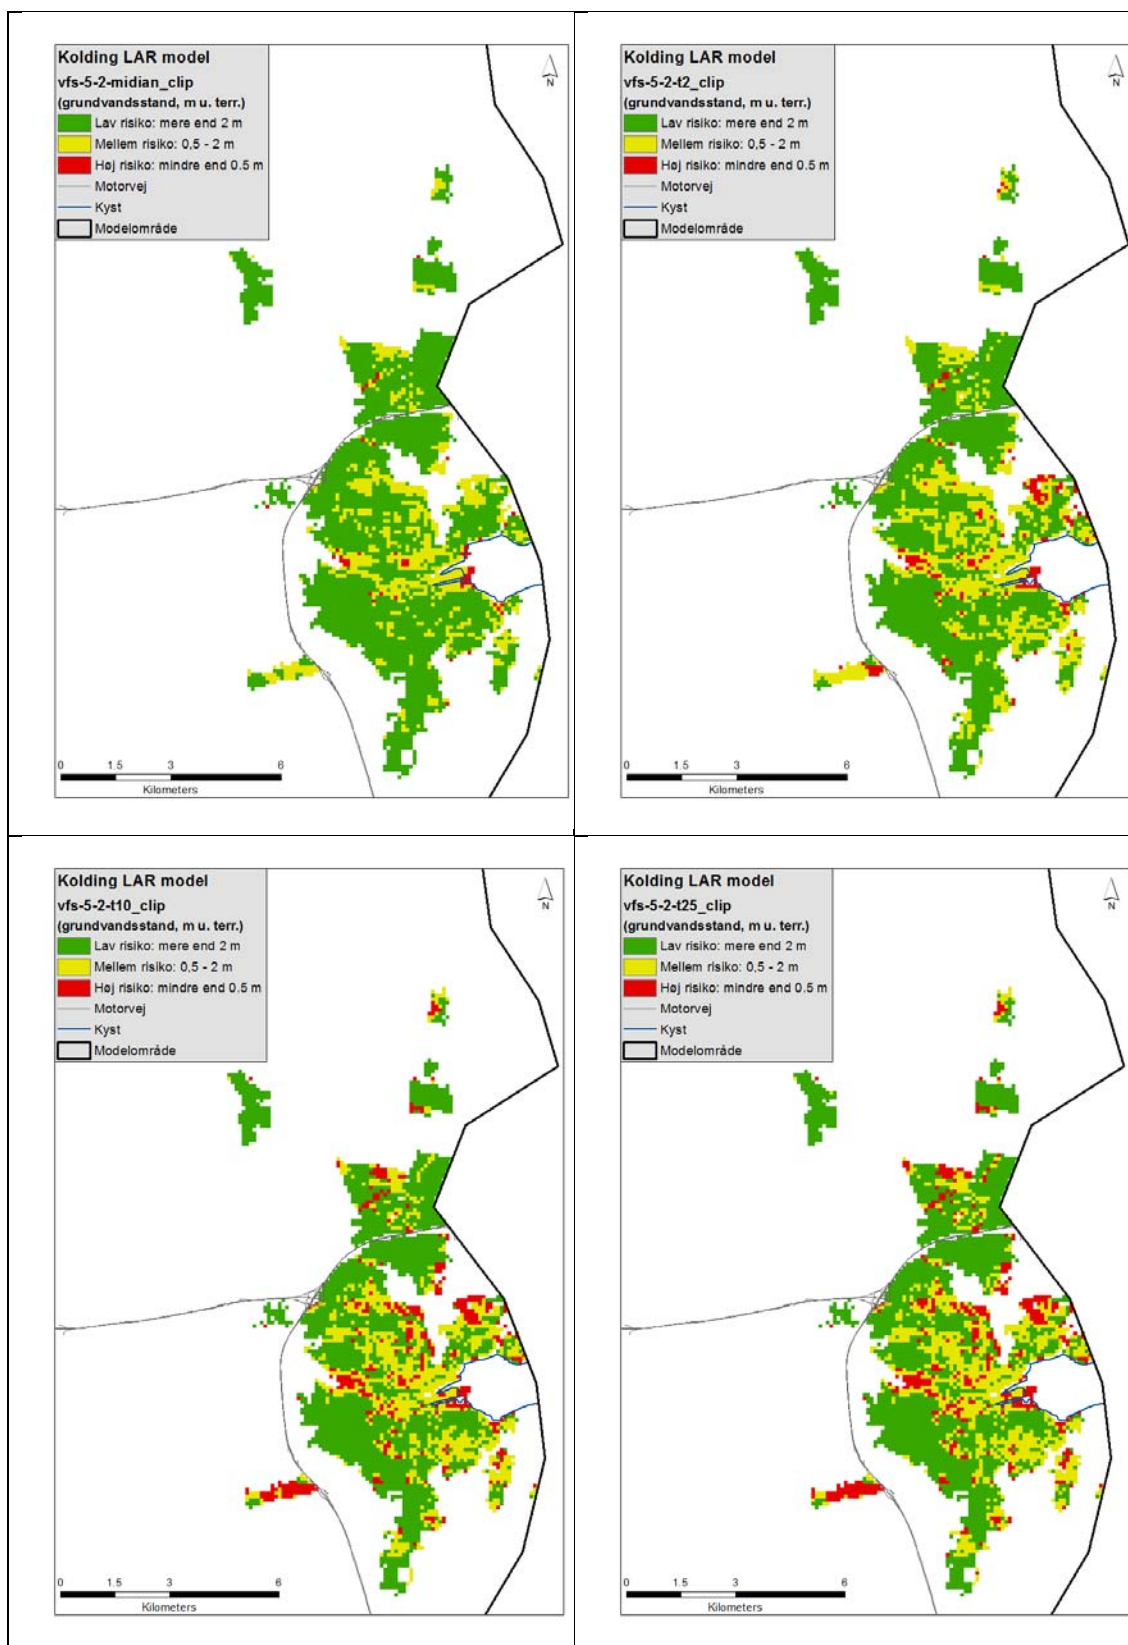 Kolding LAR model
vfs-5-2-midian_clip
(grundvandsstand, m u. terr.)
Lav risiko: mere end 2 m
Mellem risiko: 0,5 - 2 m
Høj risiko: mindre end 0.5 m
Motorvej
Kyst
Modelområde
N
0 1.5 3 6
Kilometers
Kolding LAR model
vfs-5-2-t2_clip
(grundvandsstand, m u. terr.)
Lav risiko: mere end 2 m
Mellem risiko: 0,5 - 2 m
Høj risiko: mindre end 0.5 m
Motorvej
Kyst
Modelområde
N
0 1.5 3 6
Kilometers
Kolding LAR model
vfs-5-2-t10_clip
(grundvandsstand, m u. terr.)
Lav risiko: mere end 2 m
Mellem risiko: 0,5 - 2 m
Høj risiko: mindre end 0.5 m
Motorvej
Kyst
Modelområde
N
0 1.5 3 6
Kilometers
Kolding LAR model
vfs-5-2-t25_clip
(grundvandsstand, m u. terr.)
Lav risiko: mere end 2 m
Mellem risiko: 0,5 - 2 m
Høj risiko: mindre end 0.5 m
Motorvej
Kyst
Modelområde
N
0 1.5 3 6
Kilometers